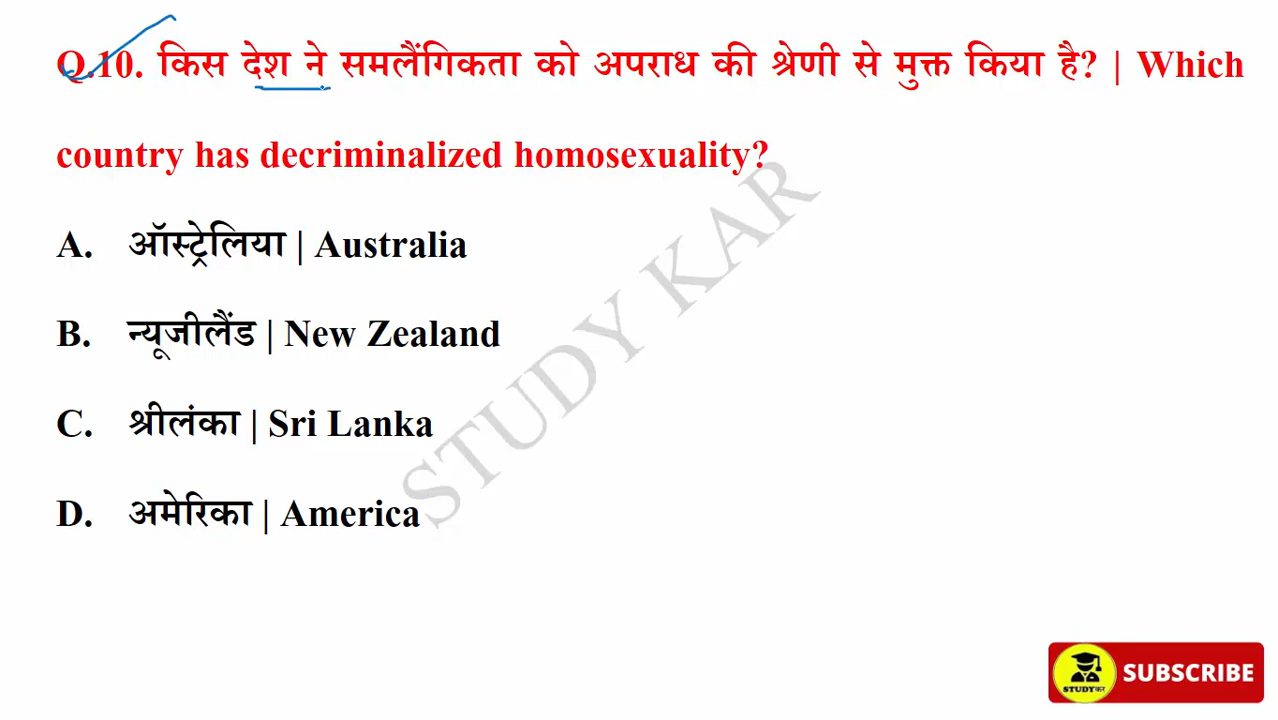 Q.10. किस देश ने समलैंगिकता को अपराध की श्रेणी से मुक्त किया है? | Which
country has decriminalized homosexuality?
A. ऑस्ट्रेलिया | Australia
B. न्यूजीलैंड | New Zealand
C. श्रीलंका | Sri Lanka
D. अमेरिका | America
STUDY KAR
STUDYकर
SUBSCRIBE